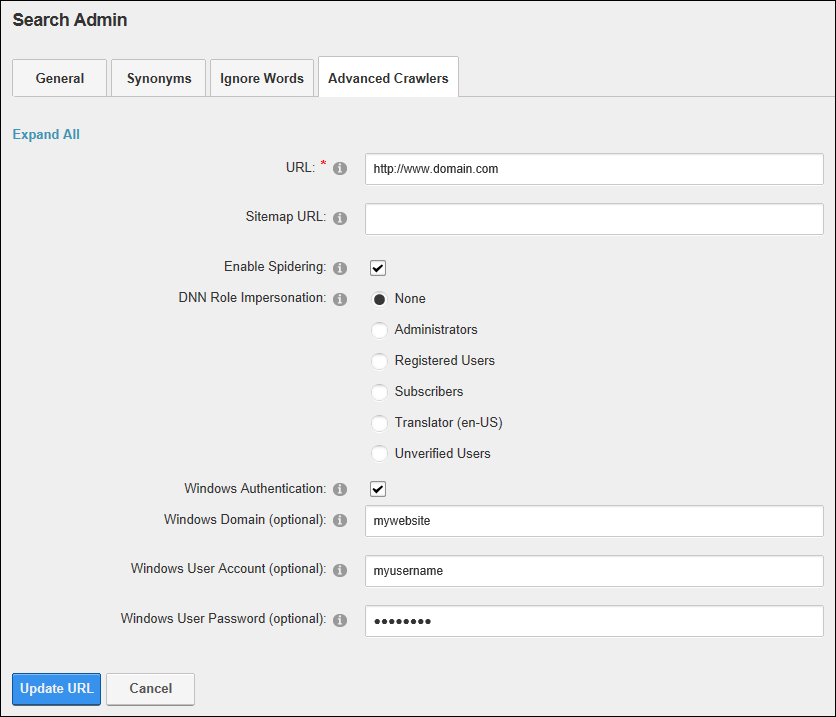 Search Admin
General Synonyms Ignore Words Advanced Crawlers
Expand All
URL: * http://www.domain.com
Sitemap URL:
Enable Spidering:
DNN Role Impersonation: None
Administrators
Registered Users
Subscribers
Translator (en-US)
Unverified Users
Windows Authentication:
Windows Domain (optional): mywebsite
Windows User Account (optional): myusername
Windows User Password (optional): ••••••••
Update URL Cancel